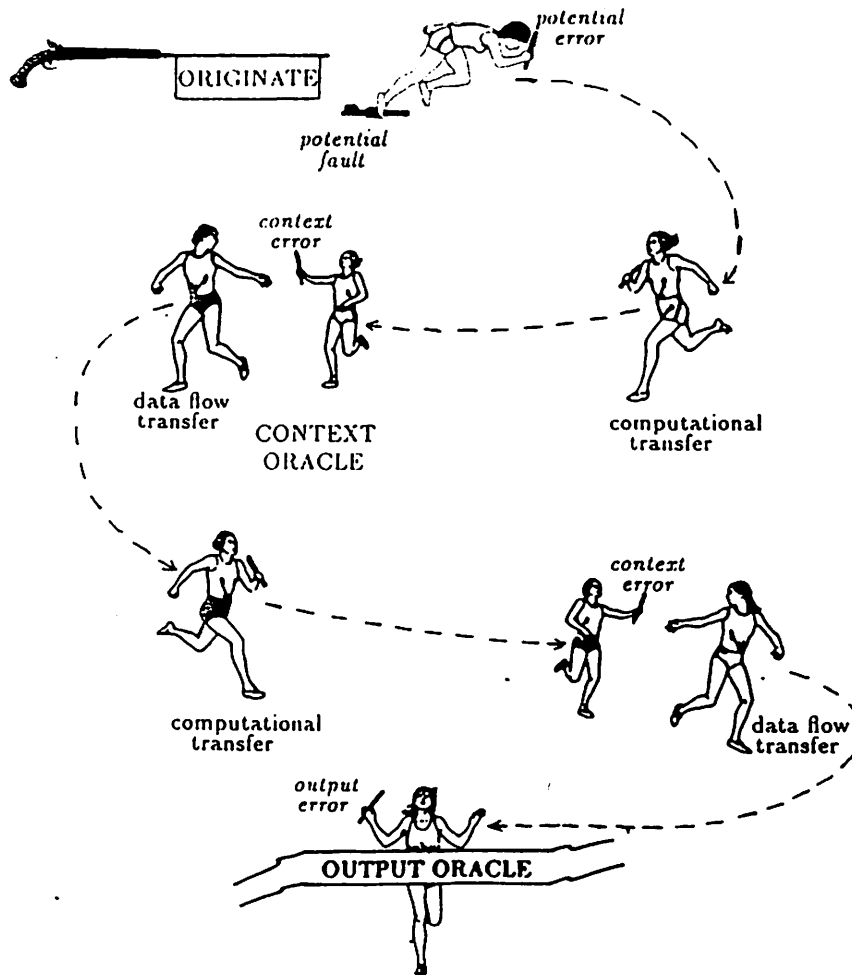 potential
error
ORIGINATE
potential
fault
context
error
data flow
transfer
CONTEXT
ORACLE
computational
transfer
context
error
computational
transfer
data flow
transfer
output
error
OUTPUT ORACLE